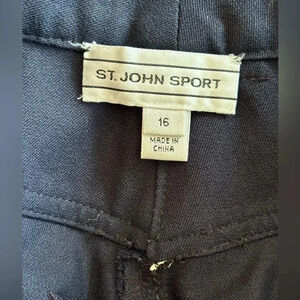 ST. JOHN SPORT
16
MADE IN
CHINA